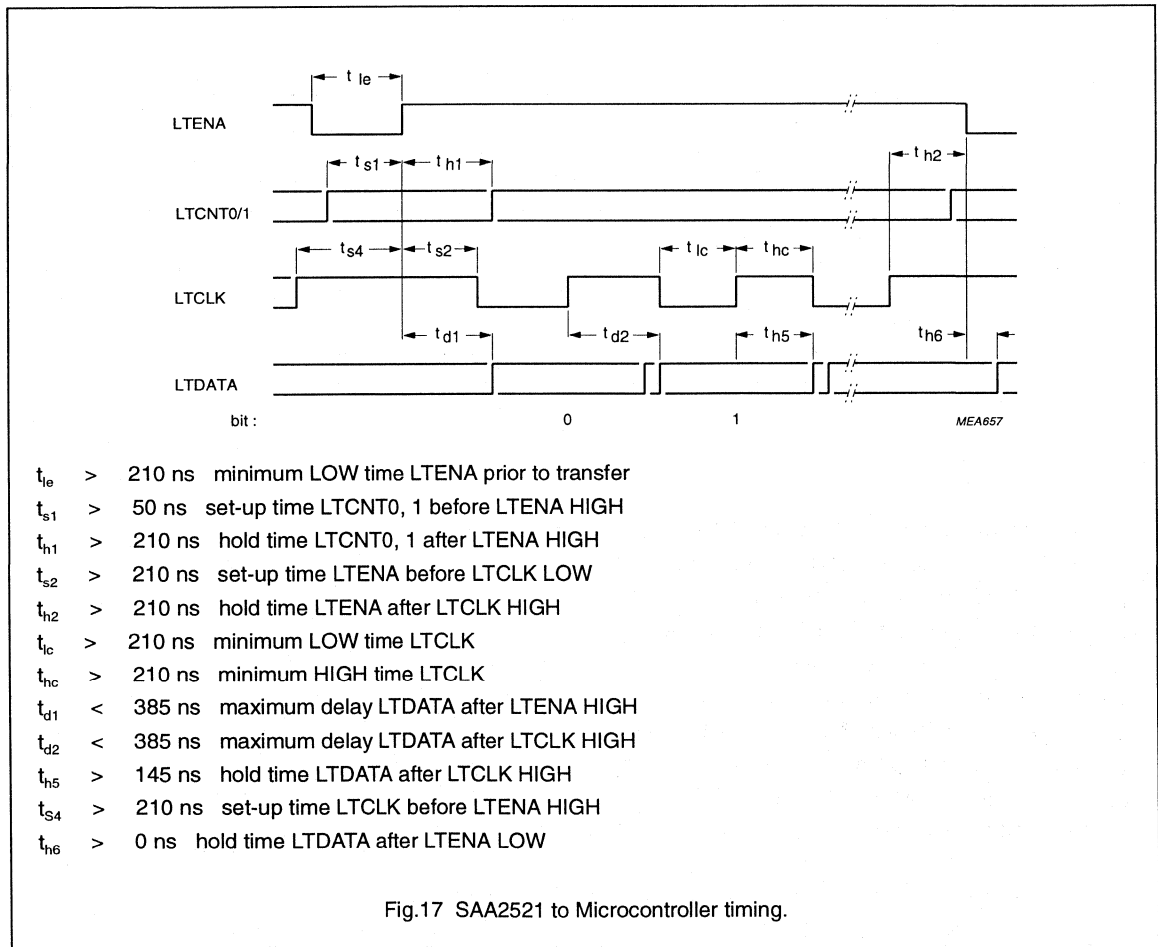 t le
LTENA
t s1 t h1 t h2
LTCNT0/1
t s4 t s2 t lc t hc
LTCLK
t d1 t d2 t h5 t h6
LTDATA
bit : 0 1 MEA657
t le > 210 ns minimum LOW time LTENA prior to transfer
t s1 > 50 ns set-up time LTCNT0, 1 before LTENA HIGH
t h1 > 210 ns hold time LTCNT0, 1 after LTENA HIGH
t s2 > 210 ns set-up time LTENA before LTCLK LOW
t h2 > 210 ns hold time LTENA after LTCLK HIGH
t lc > 210 ns minimum LOW time LTCLK
t hc > 210 ns minimum HIGH time LTCLK
t d1 < 385 ns maximum delay LTDATA after LTENA HIGH
t d2 < 385 ns maximum delay LTDATA after LTCLK HIGH
t h5 > 145 ns hold time LTDATA after LTCLK HIGH
t S4 > 210 ns set-up time LTCLK before LTENA HIGH
t h6 > 0 ns hold time LTDATA after LTENA LOW
Fig.17 SAA2521 to Microcontroller timing.